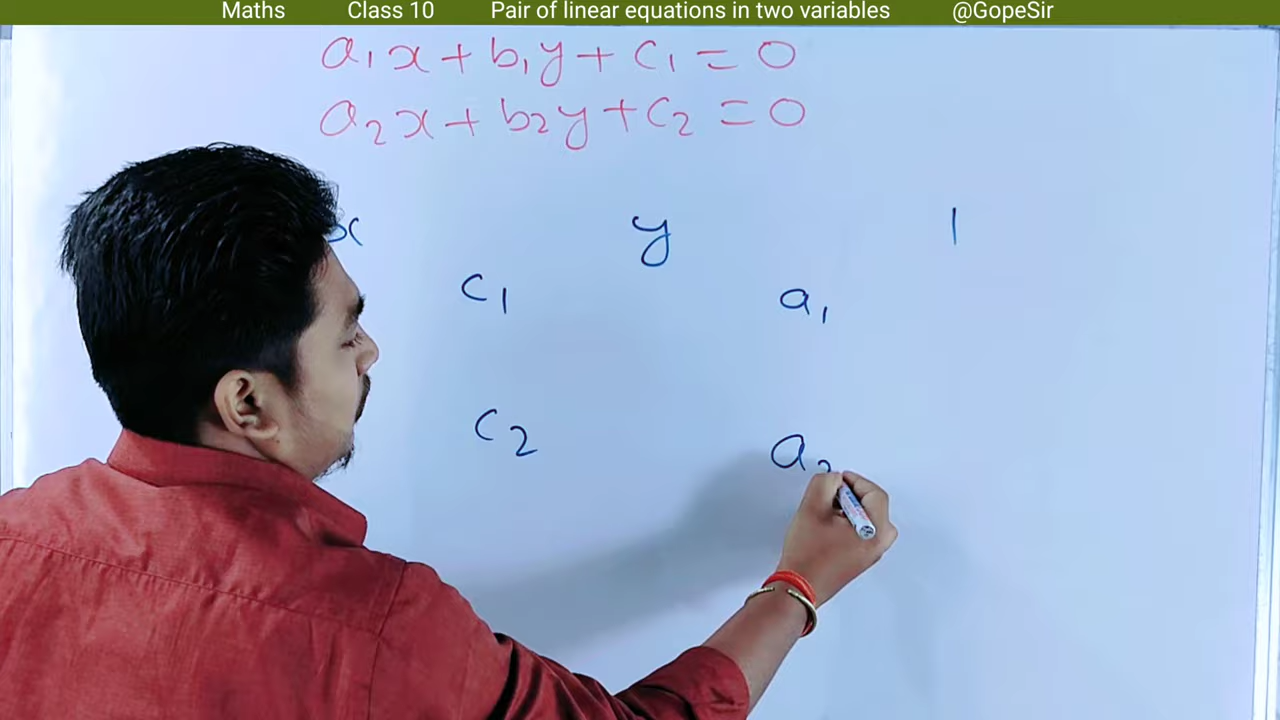 Maths Class 10 Pair of linear equations in two variables @GopeSir
a₁x + b₁y + c₁ = 0
a₂x + b₂y + c₂ = 0
x y 1
c₁ a₁
c₂ a₂